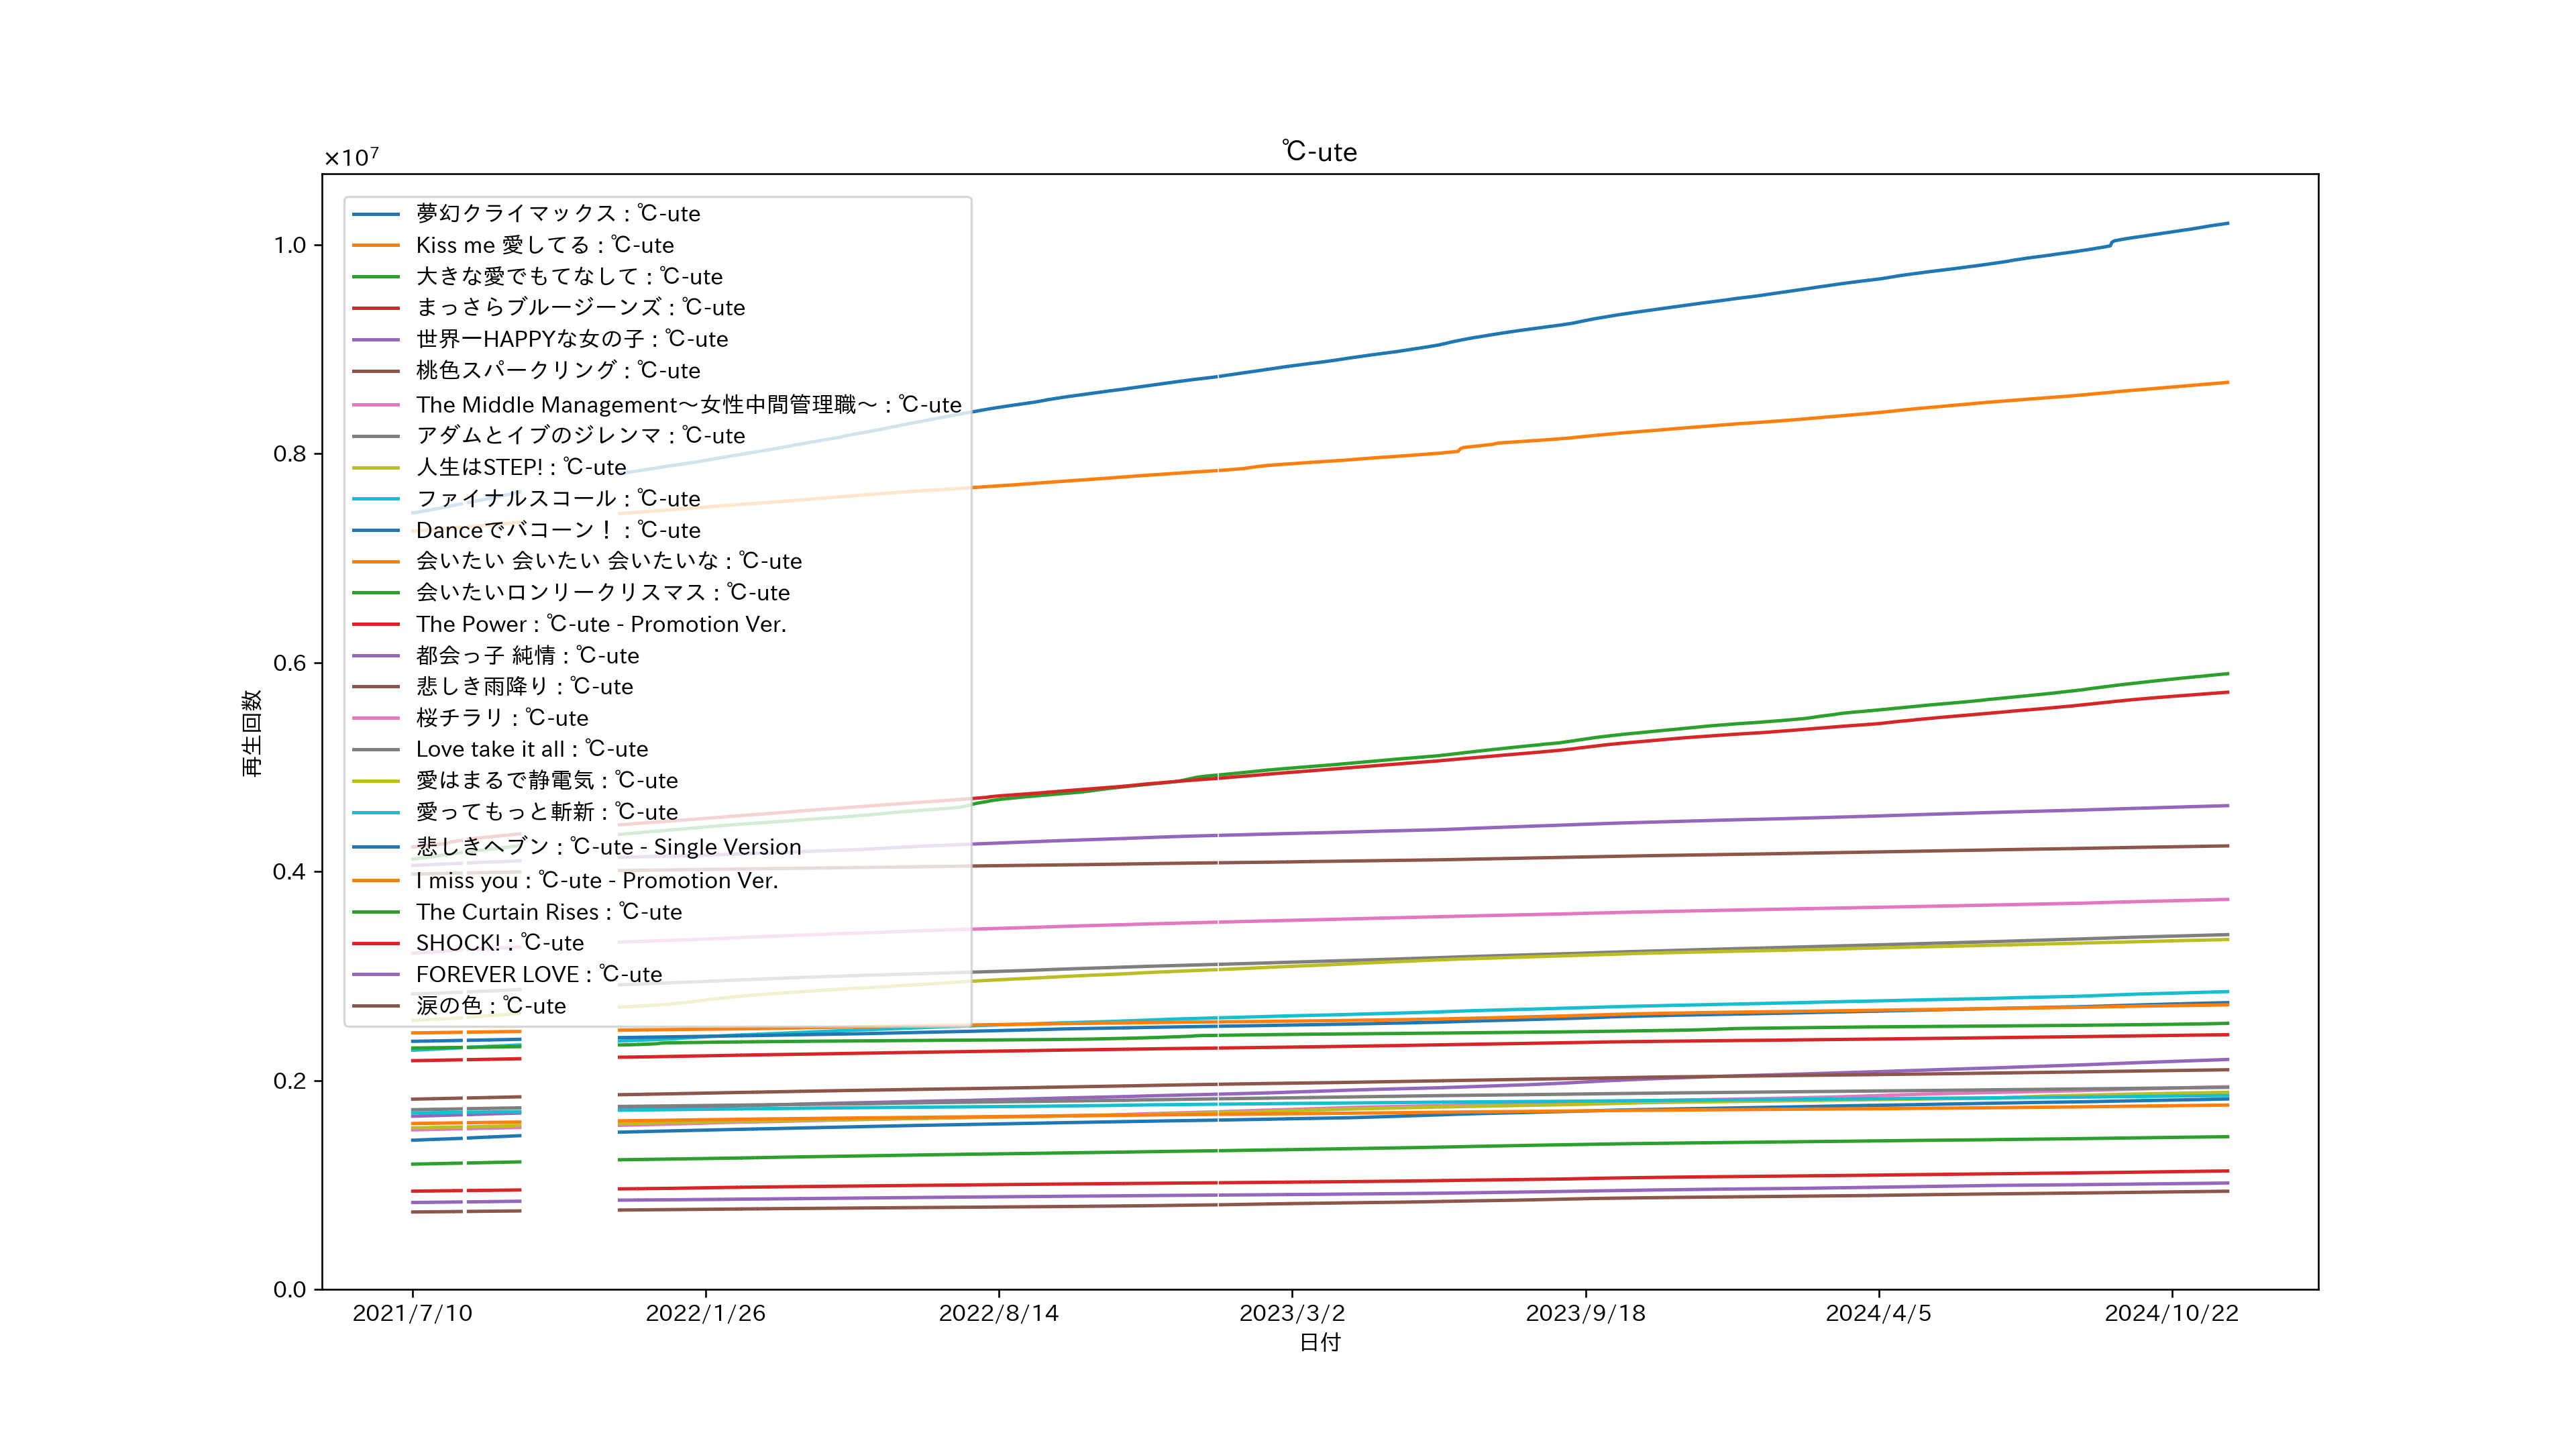 ℃-ute
×10⁷
夢幻クライマックス : ℃-ute
Kiss me 愛してる : ℃-ute
大きな愛でもてなして : ℃-ute
まっさらブルージーンズ : ℃-ute
世界一HAPPYな女の子 : ℃-ute
桃色スパークリング : ℃-ute
The Middle Management～女性中間管理職～ : ℃-ute
アダムとイブのジレンマ : ℃-ute
人生はSTEP! : ℃-ute
ファイナルスコール : ℃-ute
Danceでバコーン！ : ℃-ute
会いたい 会いたい 会いたいな : ℃-ute
会いたいロンリークリスマス : ℃-ute
The Power : ℃-ute - Promotion Ver.
都会っ子 純情 : ℃-ute
悲しき雨降り : ℃-ute
桜チラリ : ℃-ute
Love take it all : ℃-ute
愛はまるで静電気 : ℃-ute
愛ってもっと斬新 : ℃-ute
悲しきヘブン : ℃-ute - Single Version
I miss you : ℃-ute - Promotion Ver.
The Curtain Rises : ℃-ute
SHOCK! : ℃-ute
FOREVER LOVE : ℃-ute
涙の色 : ℃-ute
1.0
0.8
0.6
0.4
0.2
0.0
再生回数
2021/7/10
2022/1/26
2022/8/14
2023/3/2
2023/9/18
2024/4/5
2024/10/22
日付